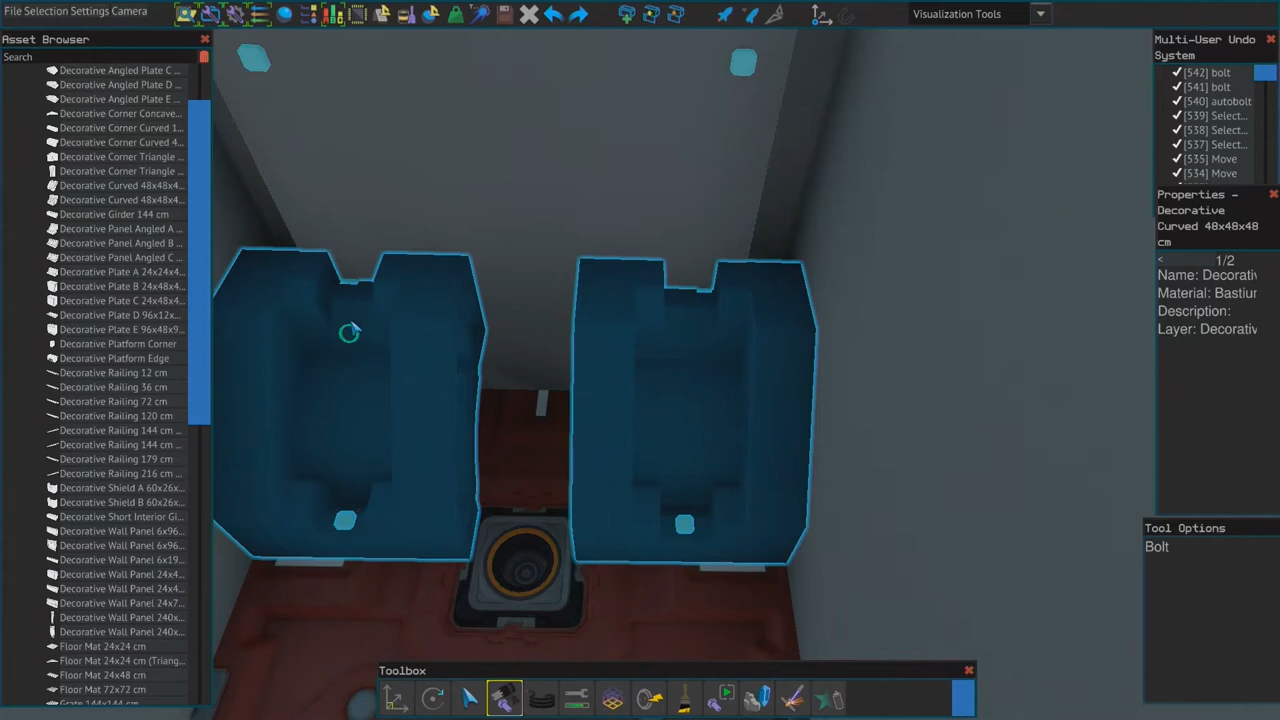 File Selection Settings Camera
Visualization Tools
Asset Browser
Search
Decorative Angled Plate C ...
Decorative Angled Plate D ...
Decorative Angled Plate E ...
Decorative Corner Concave...
Decorative Corner Curved 1...
Decorative Corner Curved 4...
Decorative Corner Triangle ...
Decorative Corner Triangle ...
Decorative Curved 48x48x4...
Decorative Curved 48x48x4...
Decorative Girder 144 cm
Decorative Panel Angled A ...
Decorative Panel Angled B ...
Decorative Panel Angled C ...
Decorative Plate A 24x24x4...
Decorative Plate B 24x48x4...
Decorative Plate C 24x48x4...
Decorative Plate D 96x12x...
Decorative Plate E 96x48x9...
Decorative Platform Corner
Decorative Platform Edge
Decorative Railing 12 cm
Decorative Railing 36 cm
Decorative Railing 72 cm
Decorative Railing 120 cm
Decorative Railing 144 cm ...
Decorative Railing 144 cm ...
Decorative Railing 179 cm
Decorative Railing 216 cm ...
Decorative Shield A 60x26x...
Decorative Shield B 60x26x...
Decorative Short Interior Gi...
Decorative Wall Panel 6x96...
Decorative Wall Panel 6x96...
Decorative Wall Panel 6x19...
Decorative Wall Panel 24x4...
Decorative Wall Panel 24x4...
Decorative Wall Panel 24x7...
Decorative Wall Panel 240x...
Decorative Wall Panel 240x...
Floor Mat 24x24 cm
Floor Mat 24x24 cm (Triang...
Floor Mat 24x48 cm
Floor Mat 72x72 cm
Grate 144x144 cm
Multi-User Undo
System
[542] bolt
[541] bolt
[540] autobolt
[539] Select...
[538] Select...
[537] Select...
[535] Move
[534] Move
Properties -
Decorative
Curved 48x48x48
cm
< 1/2
Name: Decorativ
Material: Bastium
Description:
Layer: Decorativ
Tool Options
Bolt
Toolbox